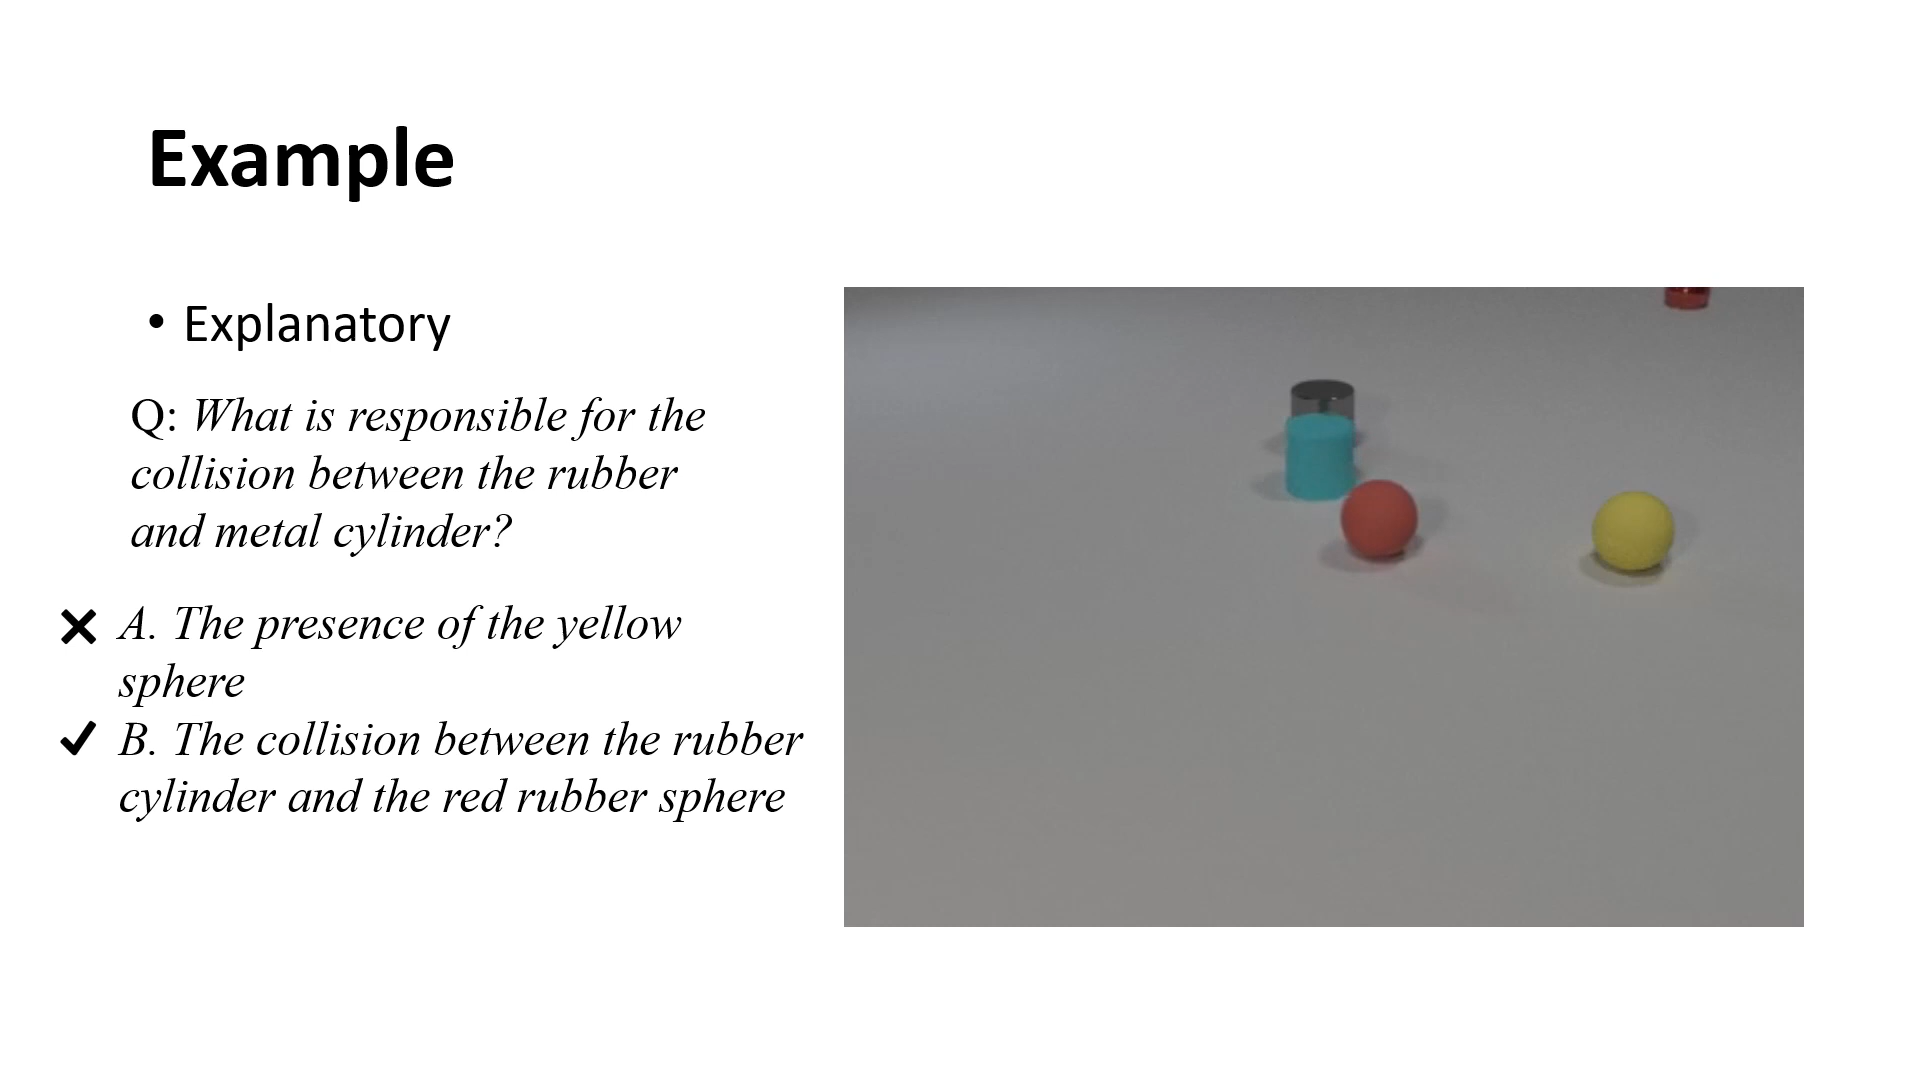 Example
• Explanatory
Q: What is responsible for the
collision between the rubber
and metal cylinder?
✖ A. The presence of the yellow
sphere
✔ B. The collision between the rubber
cylinder and the red rubber sphere